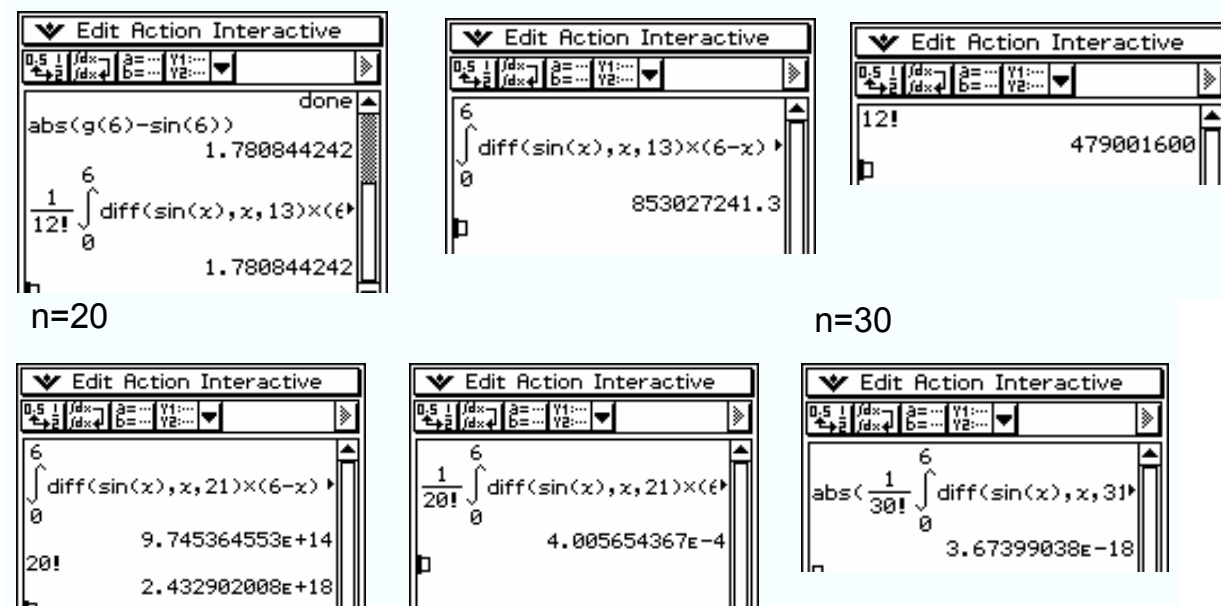 Edit Action Interactive
done
abs(g(6)-sin(6))
1.780844242
6
1
12!
∫diff(sin(x),x,13)×(6
0
1.780844242
Edit Action Interactive
6
∫diff(sin(x),x,13)×(6-x)
0
853027241.3
Edit Action Interactive
12!
479001600
n=20
n=30
Edit Action Interactive
6
∫diff(sin(x),x,21)×(6-x)
0
9.745364553E+14
20!
2.432902008E+18
Edit Action Interactive
6
1
20!
∫diff(sin(x),x,21)×(6
0
4.005654367E-4
Edit Action Interactive
6
abs(
1
30!
∫diff(sin(x),x,31
0
3.67399038E-18